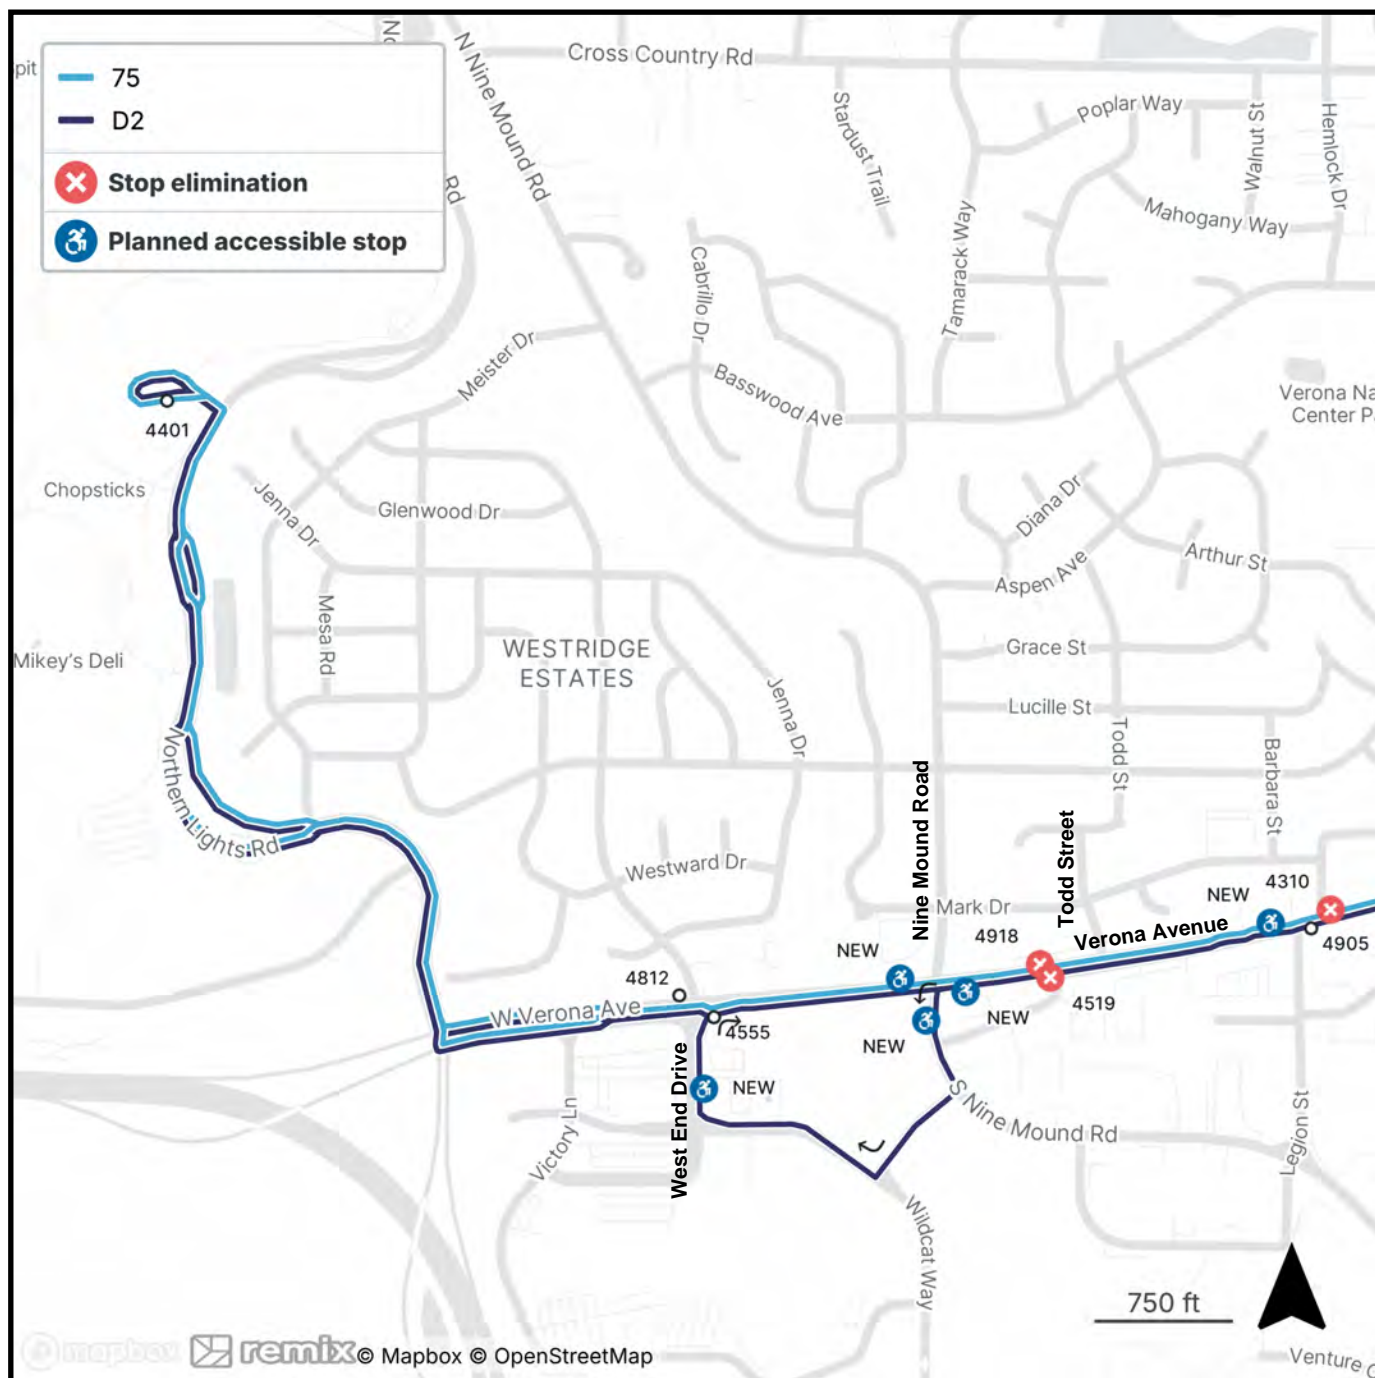 75
D2
Stop elimination
Planned accessible stop
Rd
N Nine Mound Rd
Cross Country Rd
Stardust Trail
Poplar Way
Walnut St
Hemlock Dr
Mahogany Way
Tamarack Way
Cabrillo Dr
Meister Dr
Basswood Ave
Verona Na
Center Pa
4401
Chopsticks
Jenna Dr
Glenwood Dr
Diana Dr
Arthur St
Aspen Ave
Mesa Rd
Mikey's Deli
WESTRIDGE
ESTATES
Grace St
Jenna Dr
Lucille St
Todd St
Barbara St
Northern Lights Rd
Nine Mound Road
Westward Dr
Todd Street
Mark Dr
4310
NEW
4918
Verona Avenue
4905
NEW
4812
W Verona Ave
4555
NEW
4519
NEW
West End Drive
NEW
S Nine Mound Rd
Victory Ln
Legion St
Wildcat Way
750 ft
mapbox remix © Mapbox © OpenStreetMap
Venture C